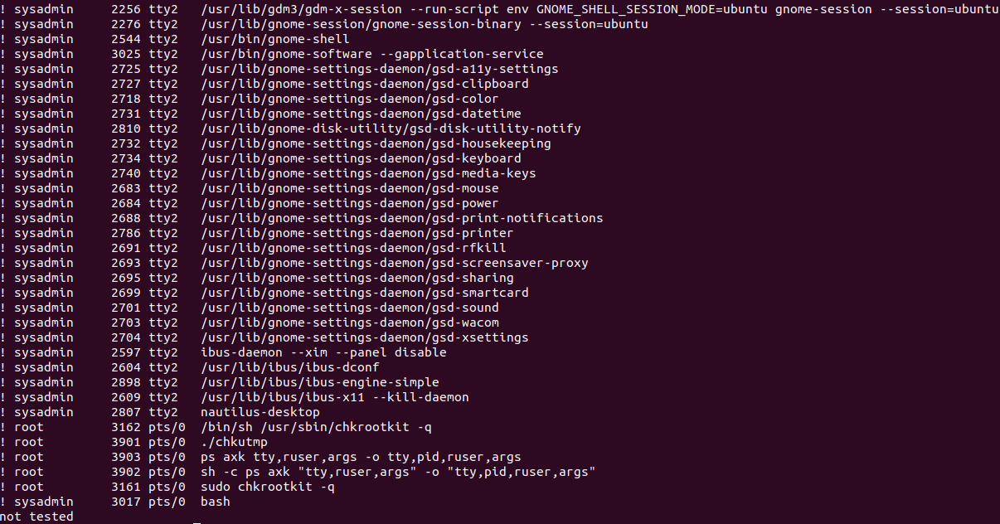 ! sysadmin     2256 tty2   /usr/lib/gdm3/gdm-x-session --run-script env GNOME_SHELL_SESSION_MODE=ubuntu gnome-session --session=ubuntu
! sysadmin     2276 tty2   /usr/lib/gnome-session/gnome-session-binary --session=ubuntu
! sysadmin     2544 tty2   /usr/bin/gnome-shell
! sysadmin     3025 tty2   /usr/bin/gnome-software --gapplication-service
! sysadmin     2725 tty2   /usr/lib/gnome-settings-daemon/gsd-a11y-settings
! sysadmin     2727 tty2   /usr/lib/gnome-settings-daemon/gsd-clipboard
! sysadmin     2718 tty2   /usr/lib/gnome-settings-daemon/gsd-color
! sysadmin     2731 tty2   /usr/lib/gnome-settings-daemon/gsd-datetime
! sysadmin     2810 tty2   /usr/lib/gnome-disk-utility/gsd-disk-utility-notify
! sysadmin     2732 tty2   /usr/lib/gnome-settings-daemon/gsd-housekeeping
! sysadmin     2734 tty2   /usr/lib/gnome-settings-daemon/gsd-keyboard
! sysadmin     2740 tty2   /usr/lib/gnome-settings-daemon/gsd-media-keys
! sysadmin     2683 tty2   /usr/lib/gnome-settings-daemon/gsd-mouse
! sysadmin     2684 tty2   /usr/lib/gnome-settings-daemon/gsd-power
! sysadmin     2688 tty2   /usr/lib/gnome-settings-daemon/gsd-print-notifications
! sysadmin     2786 tty2   /usr/lib/gnome-settings-daemon/gsd-printer
! sysadmin     2691 tty2   /usr/lib/gnome-settings-daemon/gsd-rfkill
! sysadmin     2693 tty2   /usr/lib/gnome-settings-daemon/gsd-screensaver-proxy
! sysadmin     2695 tty2   /usr/lib/gnome-settings-daemon/gsd-sharing
! sysadmin     2699 tty2   /usr/lib/gnome-settings-daemon/gsd-smartcard
! sysadmin     2701 tty2   /usr/lib/gnome-settings-daemon/gsd-sound
! sysadmin     2703 tty2   /usr/lib/gnome-settings-daemon/gsd-wacom
! sysadmin     2704 tty2   /usr/lib/gnome-settings-daemon/gsd-xsettings
! sysadmin     2597 tty2   ibus-daemon --xim --panel disable
! sysadmin     2604 tty2   /usr/lib/ibus/ibus-dconf
! sysadmin     2898 tty2   /usr/lib/ibus/ibus-engine-simple
! sysadmin     2609 tty2   /usr/lib/ibus/ibus-x11 --kill-daemon
! sysadmin     2807 tty2   nautilus-desktop
! root         3162 pts/0  /bin/sh /usr/sbin/chkrootkit -q
! root         3901 pts/0  ./chkutmp
! root         3903 pts/0  ps axk tty,ruser,args -o tty,pid,ruser,args
! root         3902 pts/0  sh -c ps axk "tty,ruser,args" -o "tty,pid,ruser,args"
! root         3161 pts/0  sudo chkrootkit -q
! sysadmin     3017 pts/0  bash
not tested